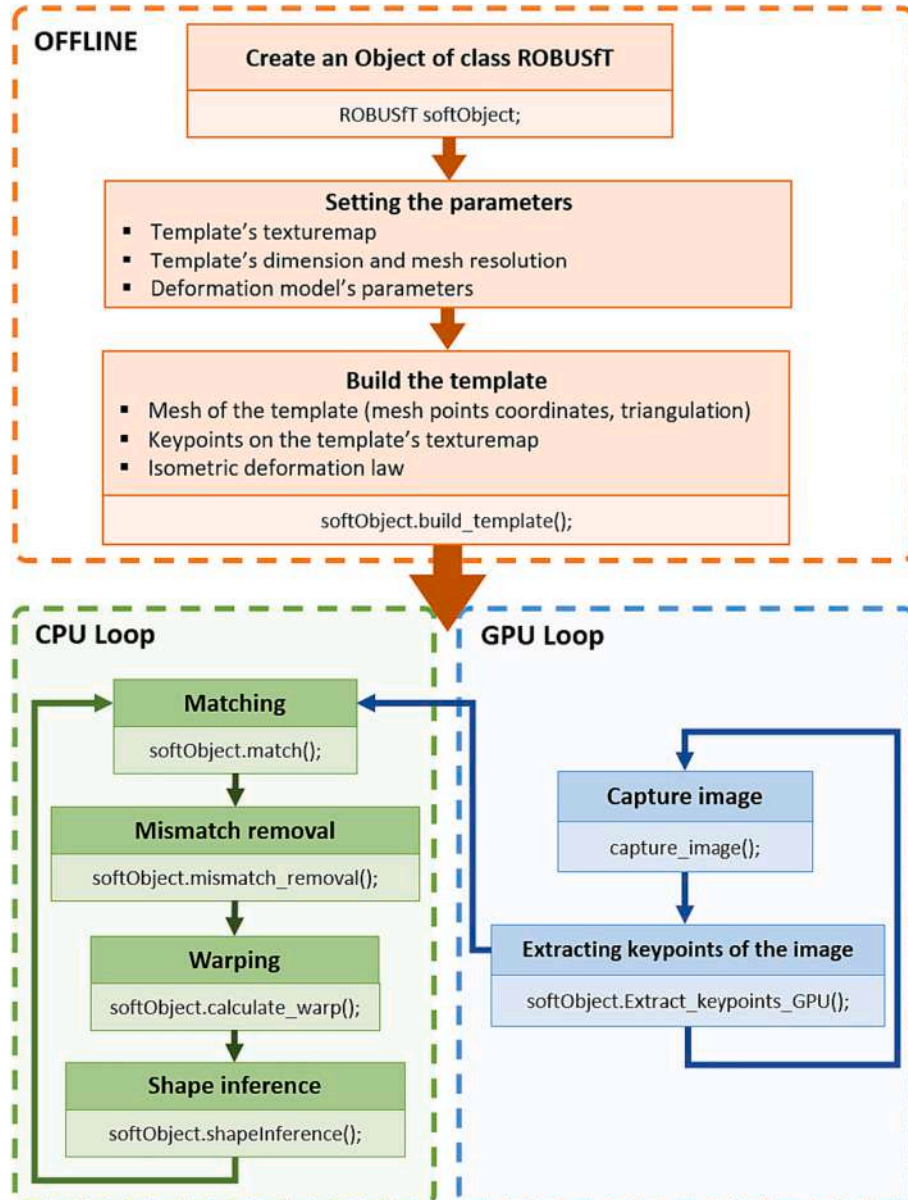 OFFLINE
Create an Object of class ROBUSfT
ROBUSfT softObject;
Setting the parameters
▪ Template's texturemap
▪ Template's dimension and mesh resolution
▪ Deformation model's parameters
Build the template
▪ Mesh of the template (mesh points coordinates, triangulation)
▪ Keypoints on the template's texturemap
▪ Isometric deformation law
softObject.build_template();
CPU Loop
Matching
softObject.match();
Mismatch removal
softObject.mismatch_removal();
Warping
softObject.calculate_warp();
Shape inference
softObject.shapeInference();
GPU Loop
Capture image
capture_image();
Extracting keypoints of the image
softObject.Extract_keypoints_GPU();